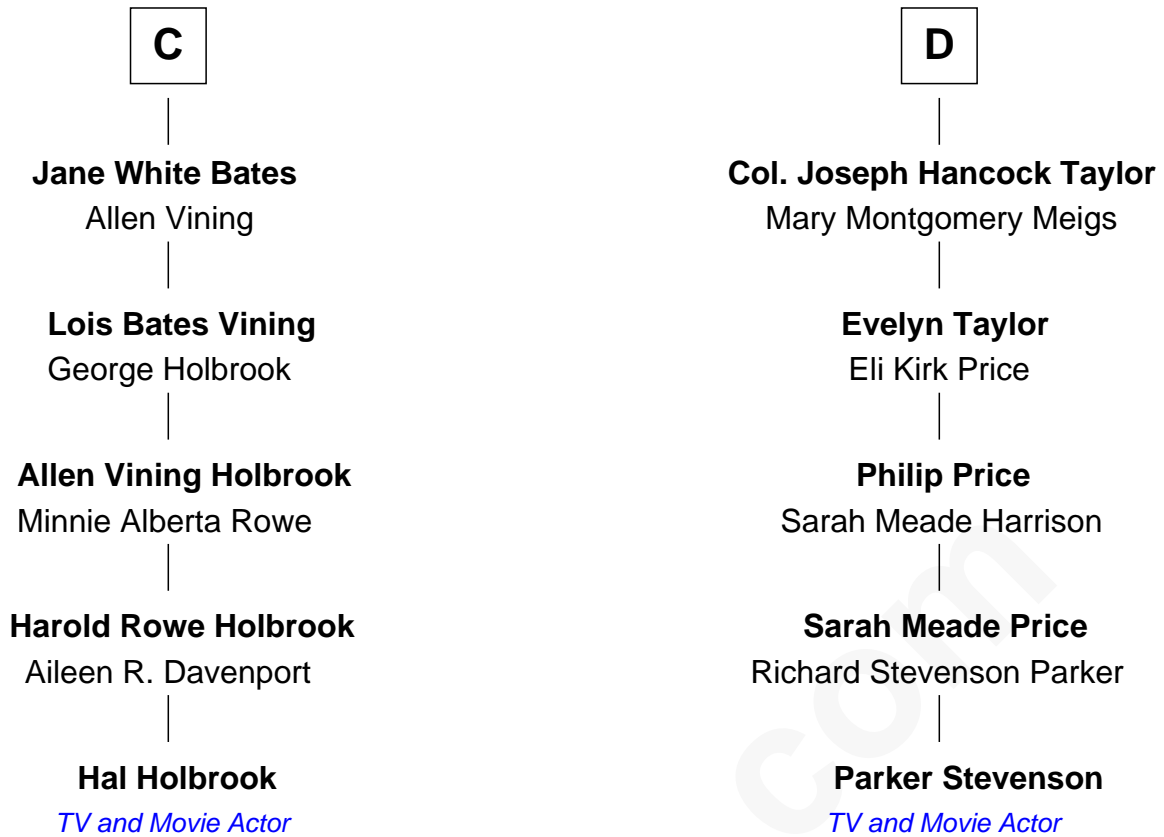 C
Jane White Bates
Allen Vining
Lois Bates Vining
George Holbrook
Allen Vining Holbrook
Minnie Alberta Rowe
Harold Rowe Holbrook
Aileen R. Davenport
Hal Holbrook
TV and Movie Actor
D
Col. Joseph Hancock Taylor
Mary Montgomery Meigs
Evelyn Taylor
Eli Kirk Price
Philip Price
Sarah Meade Harrison
Sarah Meade Price
Richard Stevenson Parker
Parker Stevenson
TV and Movie Actor
com